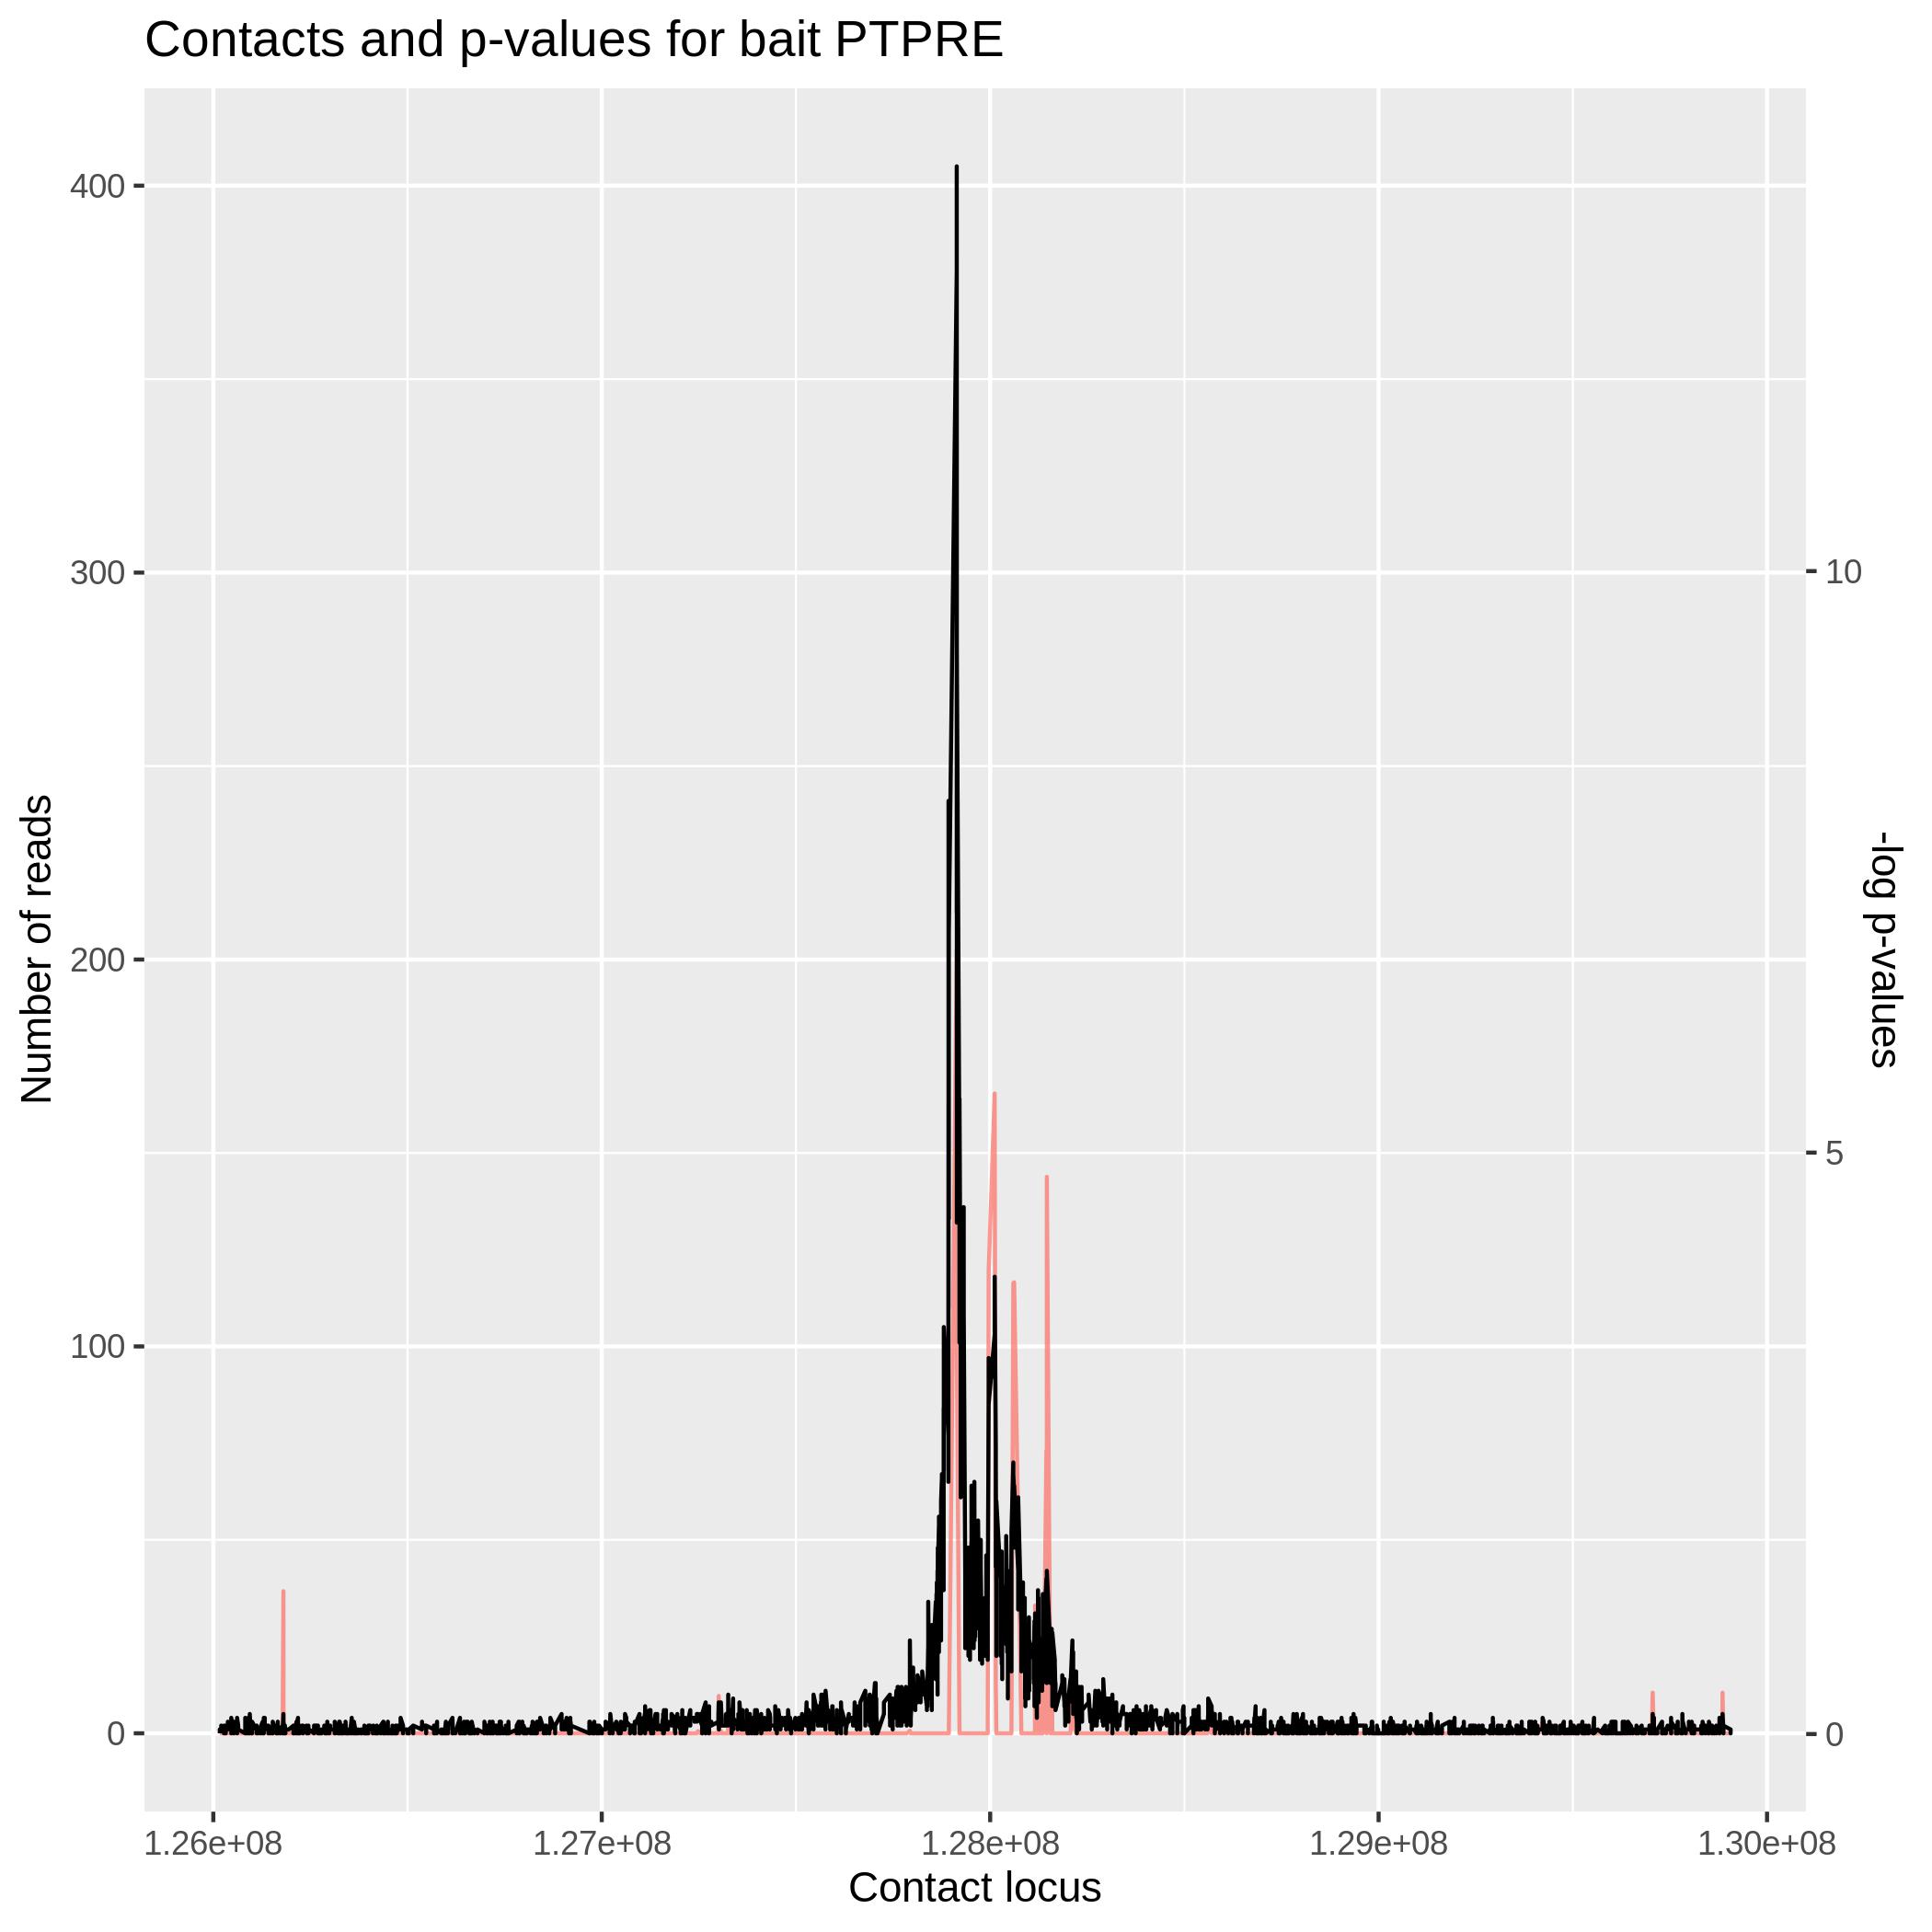 Contacts and p-values for bait PTPRE
400
300
200
100
0
Number of reads
10
5
0
-log p-values
1.26e+08
1.27e+08
1.28e+08
1.29e+08
1.30e+08
Contact locus